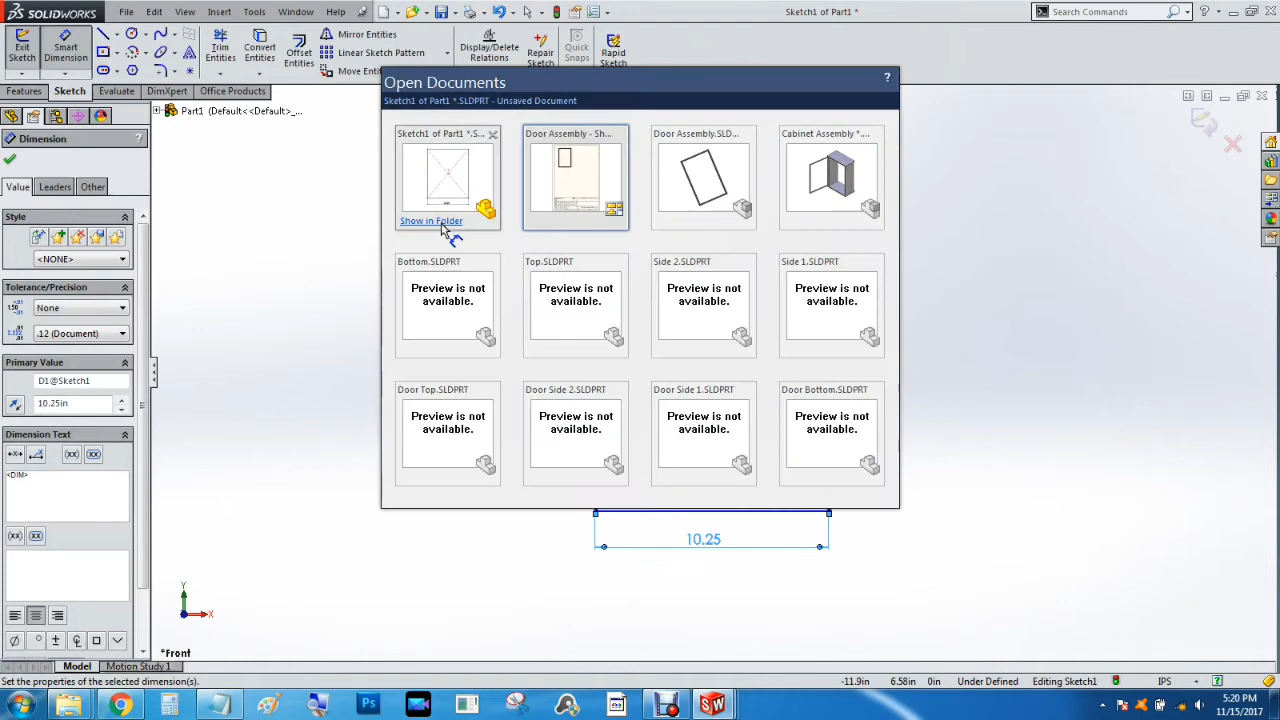 SOLIDWORKS
File Edit View Insert Tools Window Help
Sketch1 of Part1 *
Search Commands
Exit Sketch
Smart Dimension
Trim Entities
Convert Entities
Offset Entities
Mirror Entities
Linear Sketch Pattern
Move Enti
Display/Delete Relations
Repair Sketch
Quick Snaps
Rapid Sketch
Features Sketch Evaluate DimXpert Office Products
Part1 (Default<<Default>_...
Dimension
Value Leaders Other
Style
<NONE>
Tolerance/Precision
None
.12 (Document)
Primary Value
D1@Sketch1
10.25in
Dimension Text
(xx) (xx)
<DIM>
(xx) (xx)
Open Documents
?
Sketch1 of Part1 *.SLDPRT - Unsaved Document
Sketch1 of Part1 *.S... Door Assembly - Sh... Door Assembly.SLD... Cabinet Assembly *....
Show in Folder
Bottom.SLDPRT Top.SLDPRT Side 2.SLDPRT Side 1.SLDPRT
Preview is not available. Preview is not available. Preview is not available. Preview is not available.
Door Top.SLDPRT Door Side 2.SLDPRT Door Side 1.SLDPRT Door Bottom.SLDPRT
Preview is not available. Preview is not available. Preview is not available. Preview is not available.
10.25
Y
X
*Front
Model Motion Study 1
Set the properties of the selected dimension(s).
-11.9in 6.58in 0in Under Defined Editing Sketch1 IPS
Ps
SW
5:20 PM
11/15/2017